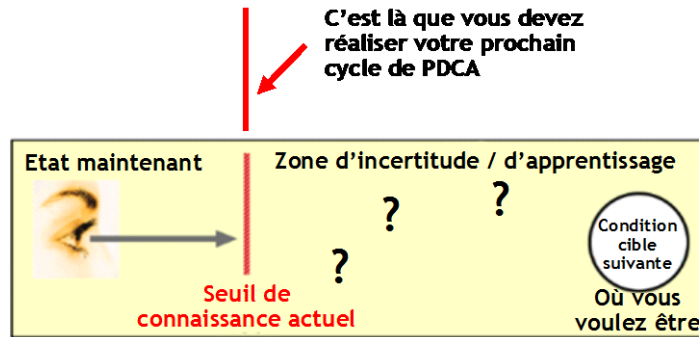 C'est là que vous devez
réaliser votre prochain
cycle de PDCA
Etat maintenant
Zone d'incertitude / d'apprentissage
?
?
?
Condition
cible
suivante
Seuil de
connaissance actuel
Où vous
voulez être